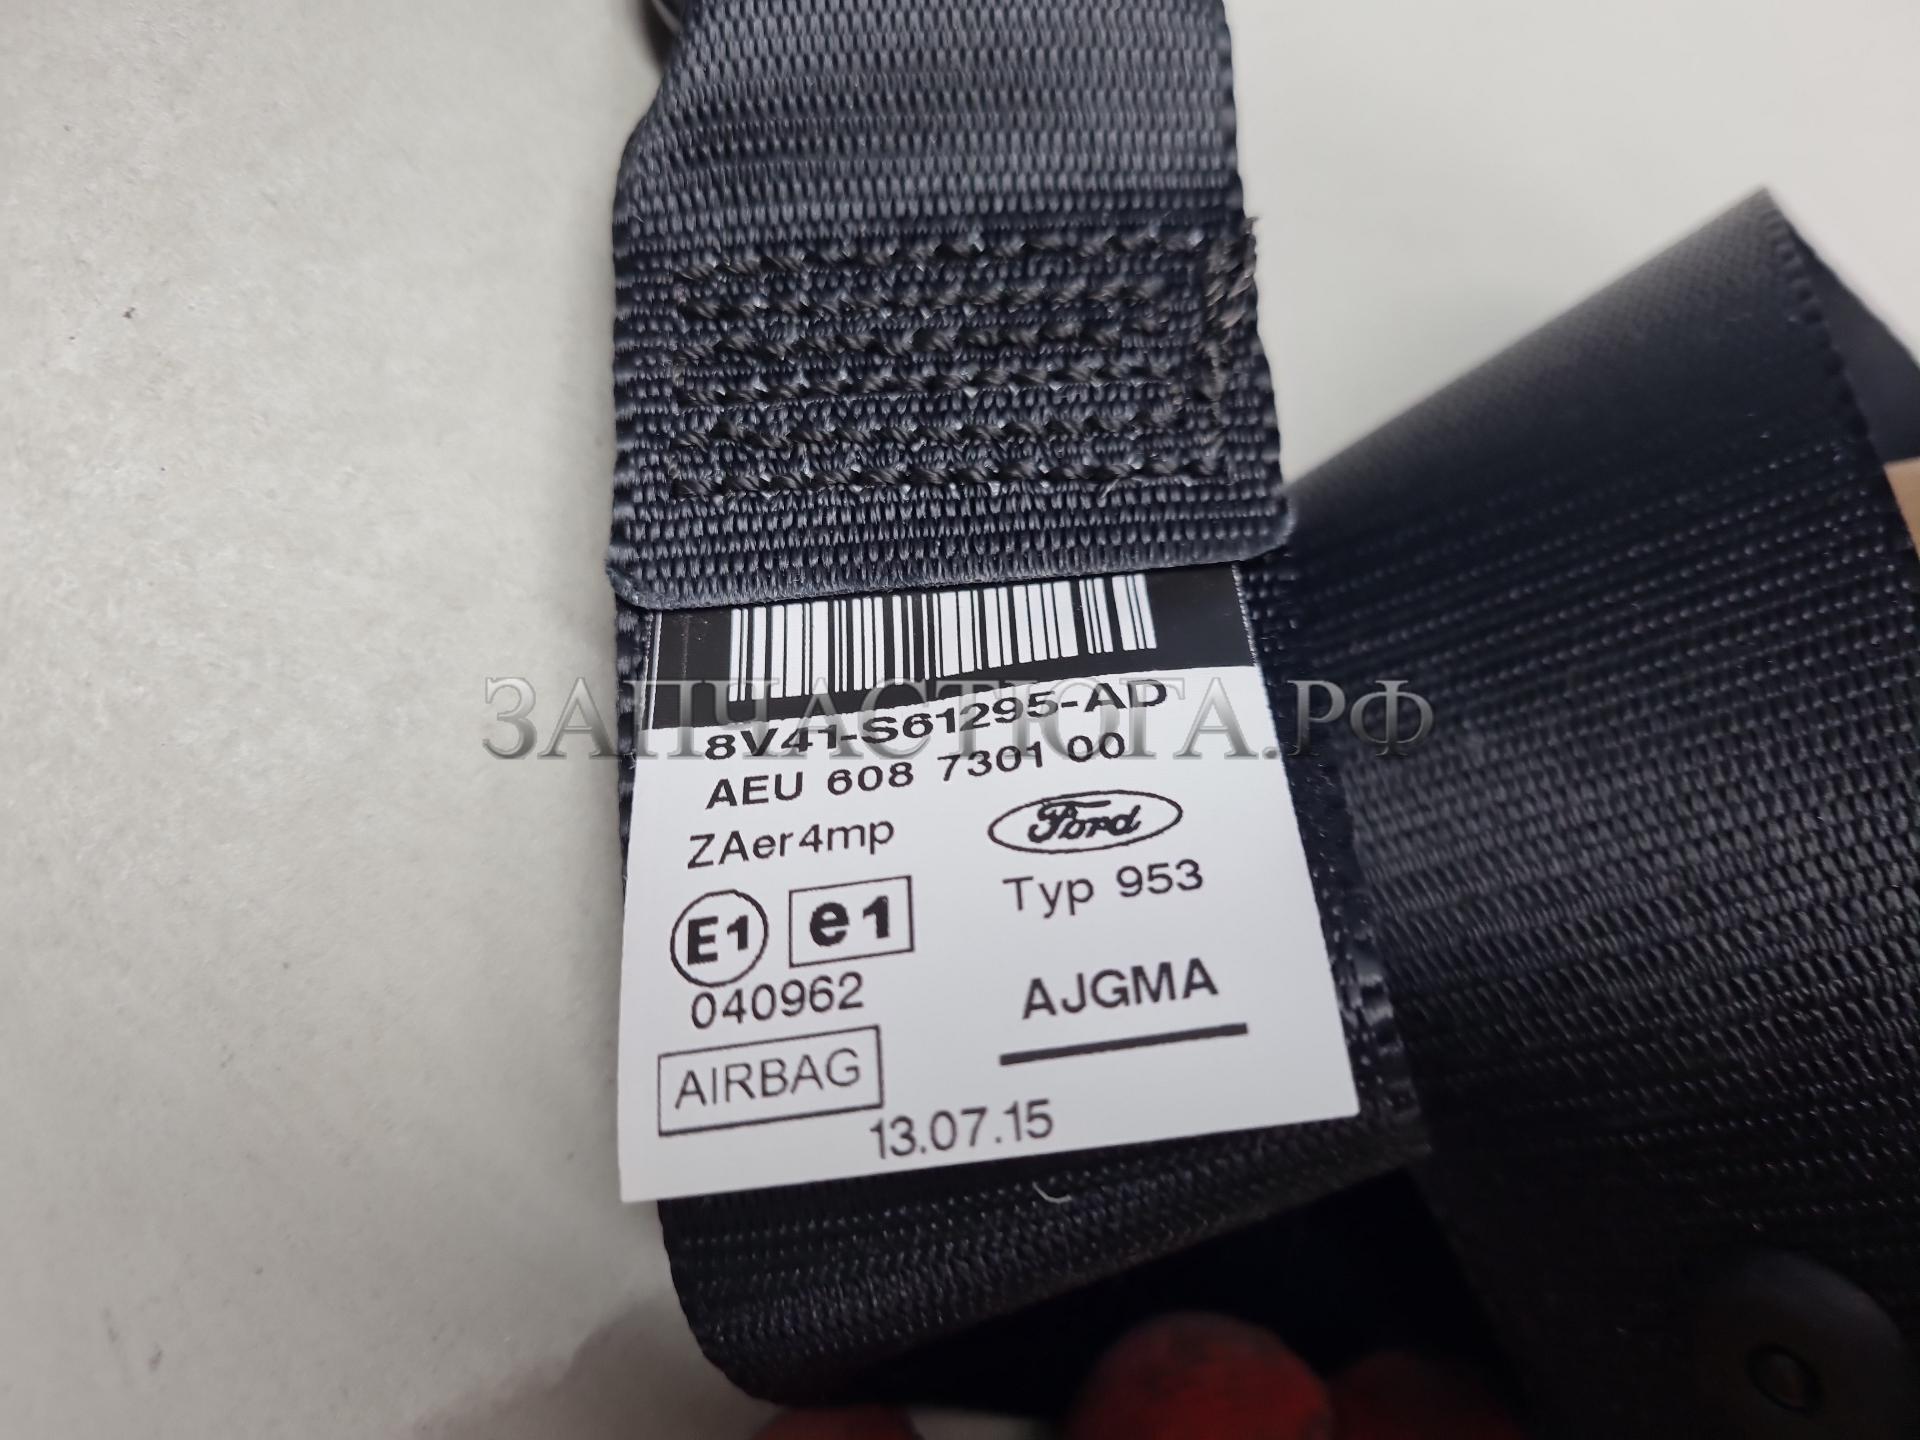 ЗАПЧАСТЮГА.РФ
8V41-S61295-AD
AEU 608 7301 00
ZAer4mp
Ford
Typ 953
E1 e1
040962
AJGMA
AIRBAG
13.07.15